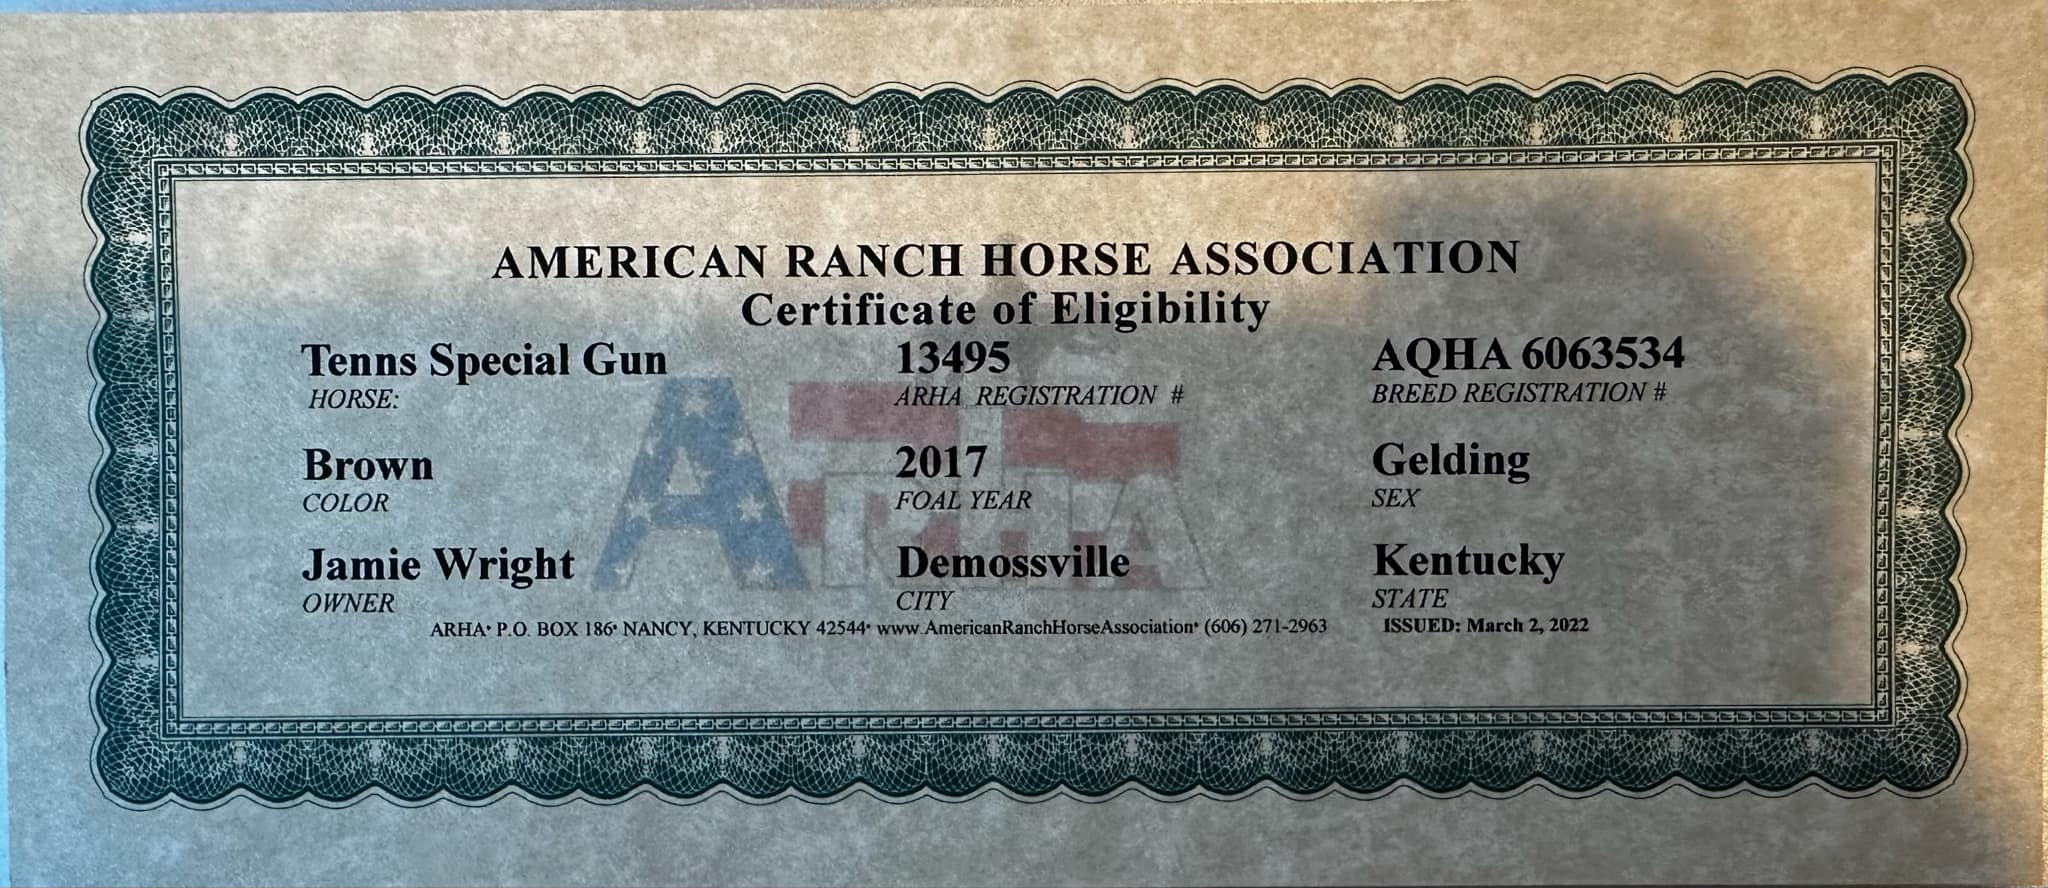 AMERICAN RANCH HORSE ASSOCIATION
Certificate of Eligibility
Tenns Special Gun 13495 AQHA 6063534
HORSE: ARHA REGISTRATION # BREED REGISTRATION #
Brown 2017 Gelding
COLOR FOAL YEAR SEX
Jamie Wright Demossville Kentucky
OWNER CITY STATE
ARHA• P.O. BOX 186• NANCY, KENTUCKY 42544• www.AmericanRanchHorseAssociation• (606) 271-2963 ISSUED: March 2, 2022
ARHA